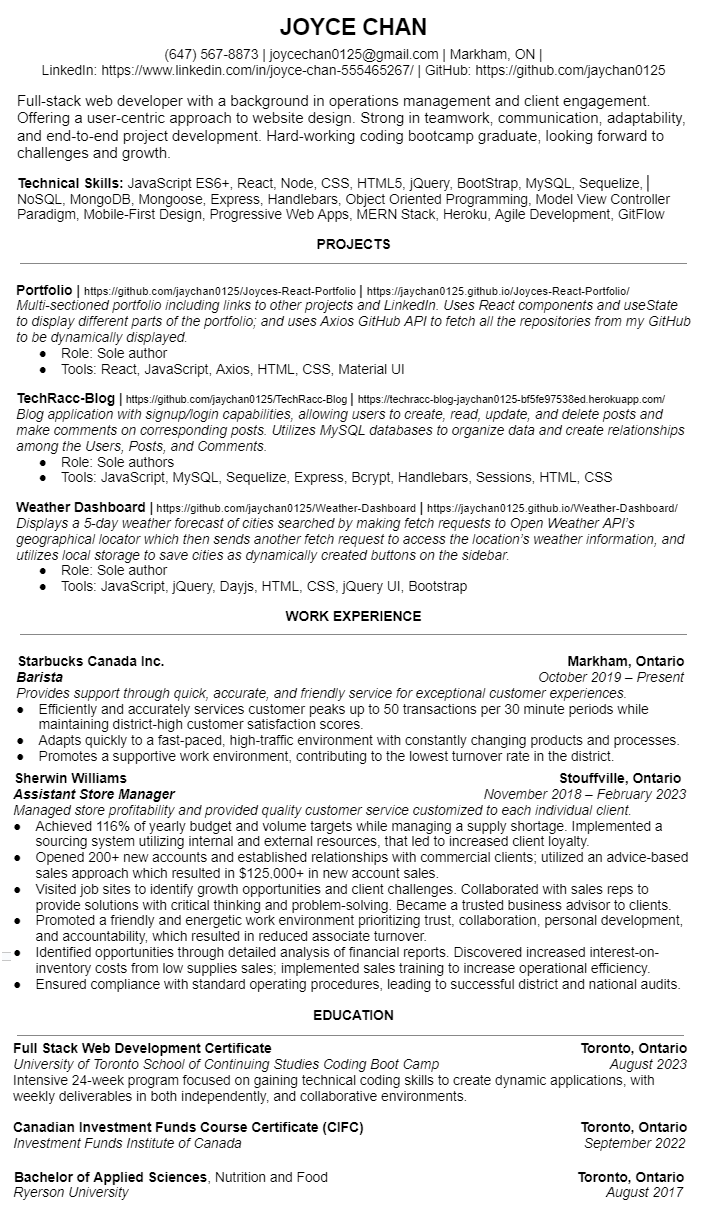 JOYCE CHAN
(647) 567-8873 | joycechan0125@gmail.com | Markham, ON |
LinkedIn: https://www.linkedin.com/in/joyce-chan-555465267/ | GitHub: https://github.com/jaychan0125
Full-stack web developer with a background in operations management and client engagement.
Offering a user-centric approach to website design. Strong in teamwork, communication, adaptability,
and end-to-end project development. Hard-working coding bootcamp graduate, looking forward to
challenges and growth.
Technical Skills: JavaScript ES6+, React, Node, CSS, HTML5, jQuery, BootStrap, MySQL, Sequelize,
NoSQL, MongoDB, Mongoose, Express, Handlebars, Object Oriented Programming, Model View Controller
Paradigm, Mobile-First Design, Progressive Web Apps, MERN Stack, Heroku, Agile Development, GitFlow
PROJECTS
Portfolio | https://github.com/jaychan0125/Joyces-React-Portfolio | https://jaychan0125.github.io/Joyces-React-Portfolio/
Multi-sectioned portfolio including links to other projects and LinkedIn. Uses React components and useState
to display different parts of the portfolio; and uses Axios GitHub API to fetch all the repositories from my GitHub
to be dynamically displayed.
● Role: Sole author
● Tools: React, JavaScript, Axios, HTML, CSS, Material UI
TechRacc-Blog | https://github.com/jaychan0125/TechRacc-Blog | https://techracc-blog-jaychan0125-bf5fe97538ed.herokuapp.com/
Blog application with signup/login capabilities, allowing users to create, read, update, and delete posts and
make comments on corresponding posts. Utilizes MySQL databases to organize data and create relationships
among the Users, Posts, and Comments.
● Role: Sole authors
● Tools: JavaScript, MySQL, Sequelize, Express, Bcrypt, Handlebars, Sessions, HTML, CSS
Weather Dashboard | https://github.com/jaychan0125/Weather-Dashboard | https://jaychan0125.github.io/Weather-Dashboard/
Displays a 5-day weather forecast of cities searched by making fetch requests to Open Weather API's
geographical locator which then sends another fetch request to access the location's weather information, and
utilizes local storage to save cities as dynamically created buttons on the sidebar.
● Role: Sole author
● Tools: JavaScript, jQuery, Dayjs, HTML, CSS, jQuery UI, Bootstrap
WORK EXPERIENCE
Starbucks Canada Inc. Markham, Ontario
Barista October 2019 – Present
Provides support through quick, accurate, and friendly service for exceptional customer experiences.
● Efficiently and accurately services customer peaks up to 50 transactions per 30 minute periods while
maintaining district-high customer satisfaction scores.
● Adapts quickly to a fast-paced, high-traffic environment with constantly changing products and processes.
● Promotes a supportive work environment, contributing to the lowest turnover rate in the district.
Sherwin Williams Stouffville, Ontario
Assistant Store Manager November 2018 – February 2023
Managed store profitability and provided quality customer service customized to each individual client.
● Achieved 116% of yearly budget and volume targets while managing a supply shortage. Implemented a
sourcing system utilizing internal and external resources, that led to increased client loyalty.
● Opened 200+ new accounts and established relationships with commercial clients; utilized an advice-based
sales approach which resulted in $125,000+ in new account sales.
● Visited job sites to identify growth opportunities and client challenges. Collaborated with sales reps to
provide solutions with critical thinking and problem-solving. Became a trusted business advisor to clients.
● Promoted a friendly and energetic work environment prioritizing trust, collaboration, personal development,
and accountability, which resulted in reduced associate turnover.
● Identified opportunities through detailed analysis of financial reports. Discovered increased interest-on-
inventory costs from low supplies sales; implemented sales training to increase operational efficiency.
● Ensured compliance with standard operating procedures, leading to successful district and national audits.
EDUCATION
Full Stack Web Development Certificate Toronto, Ontario
University of Toronto School of Continuing Studies Coding Boot Camp August 2023
Intensive 24-week program focused on gaining technical coding skills to create dynamic applications, with
weekly deliverables in both independently, and collaborative environments.
Canadian Investment Funds Course Certificate (CIFC) Toronto, Ontario
Investment Funds Institute of Canada September 2022
Bachelor of Applied Sciences, Nutrition and Food Toronto, Ontario
Ryerson University August 2017